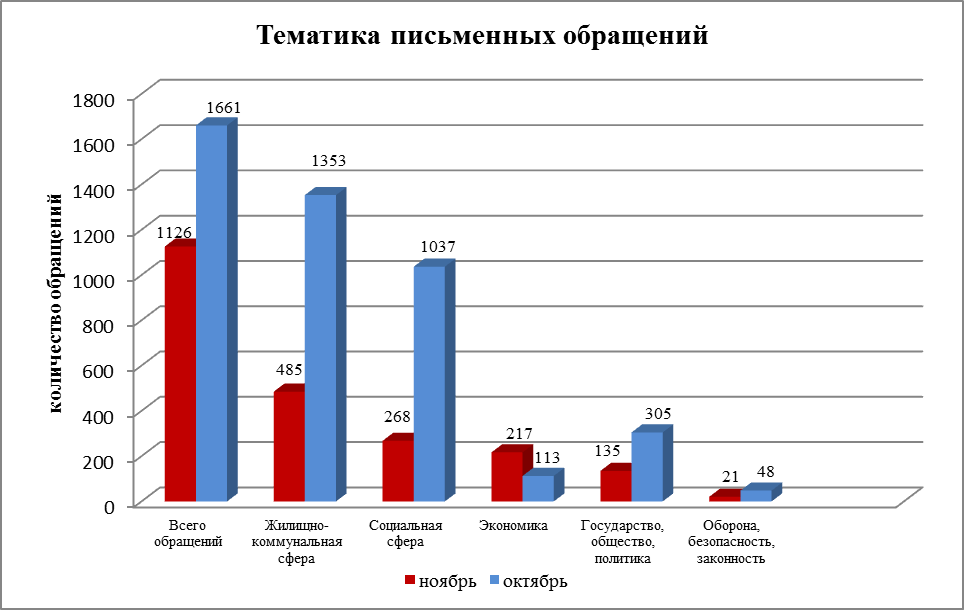 Тематика письменных обращений
количество обращений
1800
1600
1400
1200
1000
800
600
400
200
0
1126
1661
485
1353
268
1037
217
113
135
305
21
48
Всего
обращений
Жилищно-
коммунальная
сфера
Социальная
сфера
Экономика
Государство,
общество,
политика
Оборона,
безопасность,
законность
ноябрь
октябрь